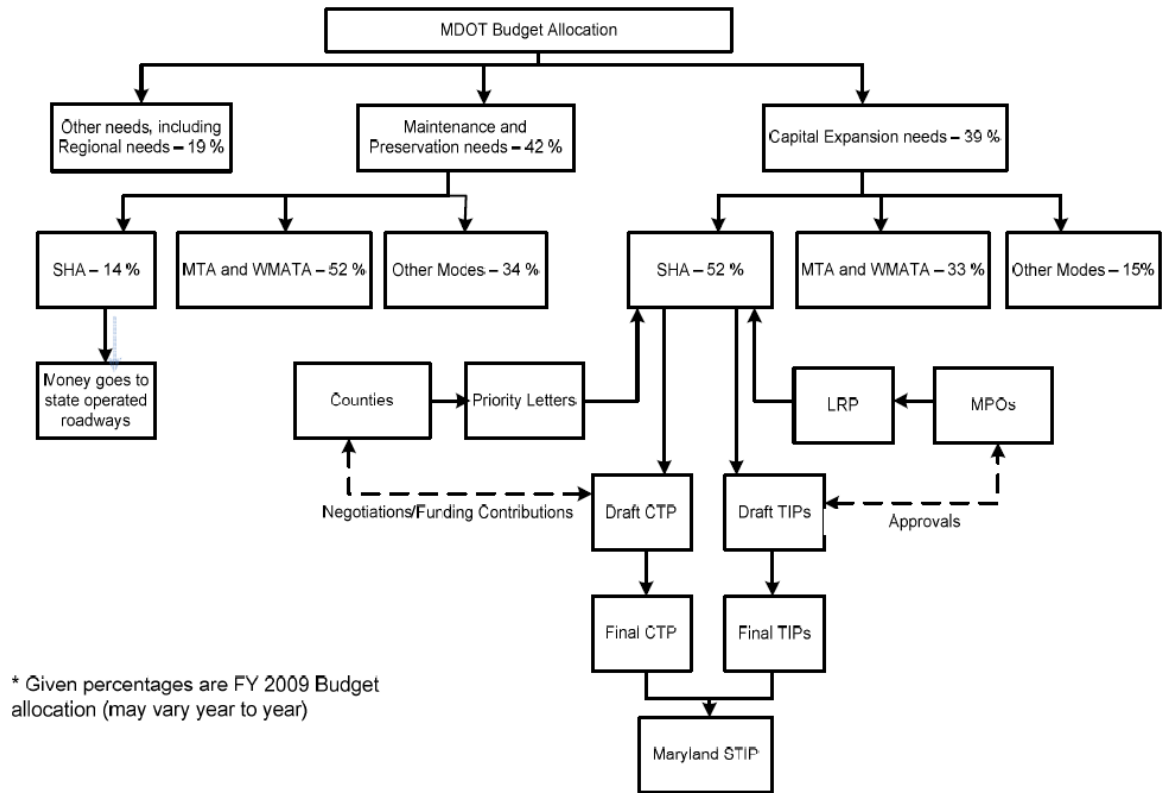 MDOT Budget Allocation
Other needs, including
Regional needs – 19 %
Maintenance and
Preservation needs – 42 %
Capital Expansion needs – 39 %
SHA – 14 %
MTA and WMATA – 52 %
Other Modes – 34 %
SHA – 52 %
MTA and WMATA – 33 %
Other Modes – 15%
Money goes to
state operated
roadways
Counties
Priority Letters
LRP
MPOs
Negotiations/Funding Contributions
Draft CTP
Draft TIPs
Approvals
Final CTP
Final TIPs
* Given percentages are FY 2009 Budget
allocation (may vary year to year)
Maryland STIP